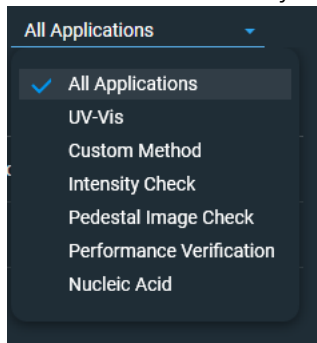 All Applications
All Applications
UV-Vis
Custom Method
Intensity Check
Pedestal Image Check
Performance Verification
Nucleic Acid